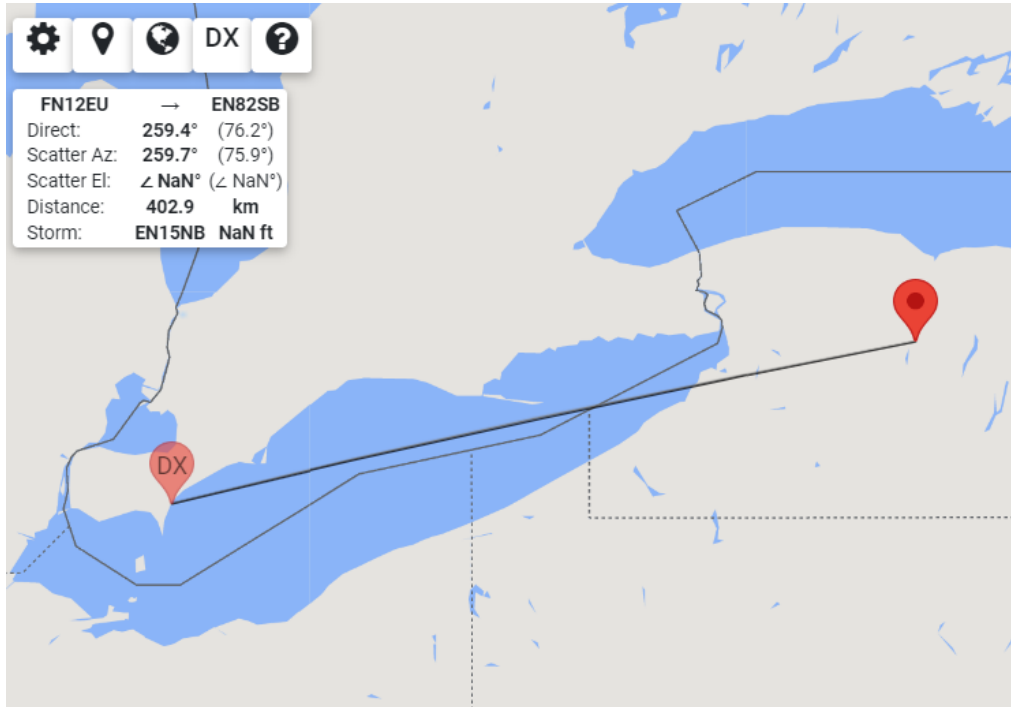 DX ?
FN12EU → EN82SB
Direct: 259.4° (76.2°)
Scatter Az: 259.7° (75.9°)
Scatter El: ∠ NaN° (∠ NaN°)
Distance: 402.9 km
Storm: EN15NB NaN ft
DX